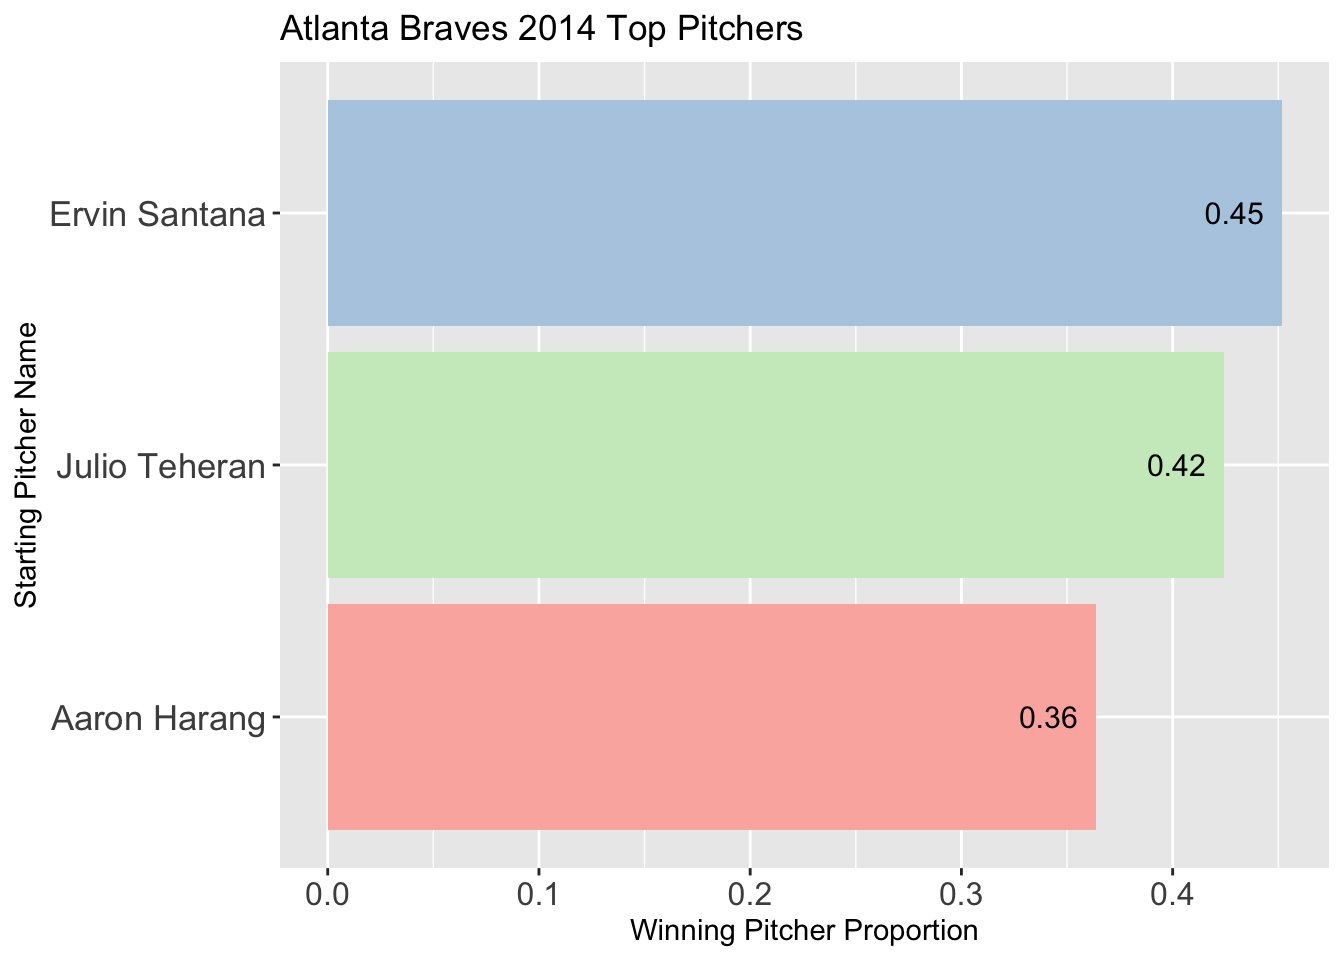 Atlanta Braves 2014 Top Pitchers
Starting Pitcher Name
Ervin Santana
0.45
Julio Teheran
0.42
Aaron Harang
0.36
0.0 0.1 0.2 0.3 0.4
Winning Pitcher Proportion